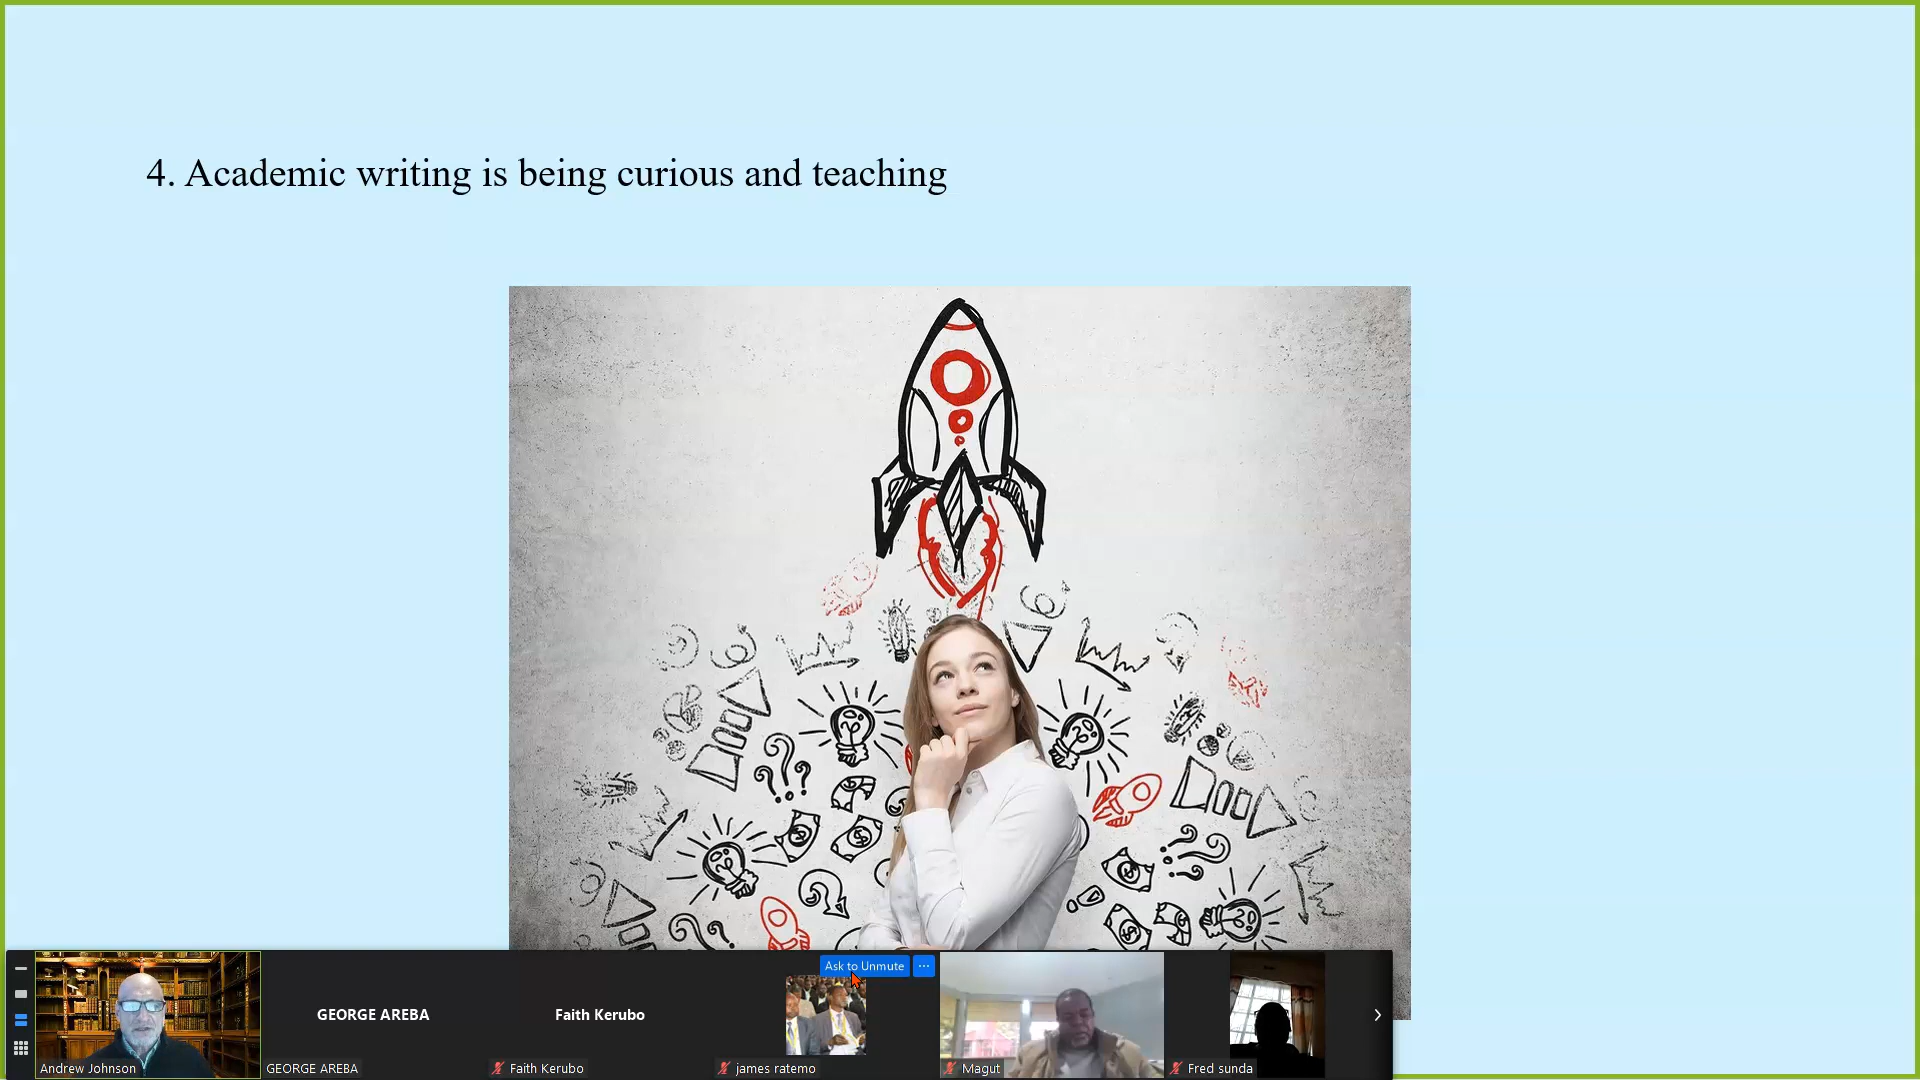 4. Academic writing is being curious and teaching
Ask to Unmute
GEORGE AREBA
Faith Kerubo
Andrew Johnson
GEORGE AREBA
Faith Kerubo
james ratemo
Magut
Fred sunda